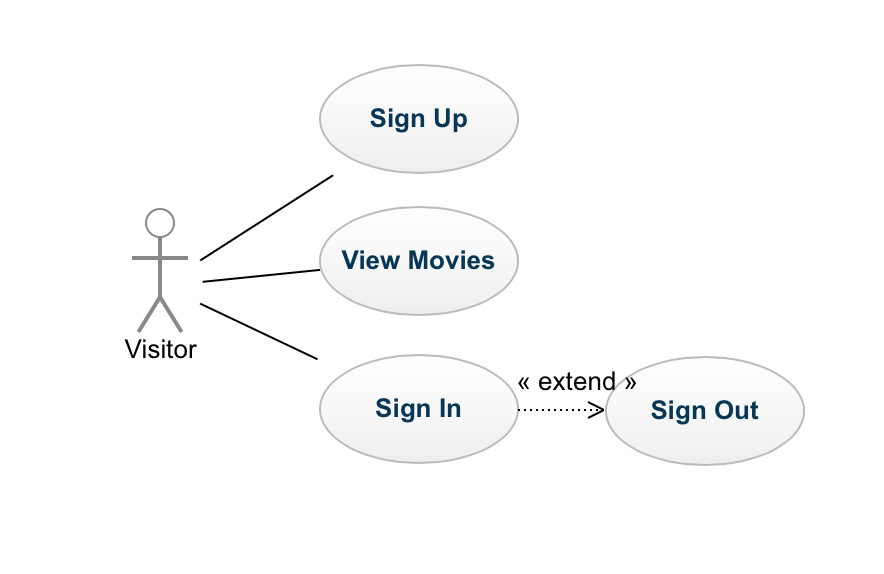 Sign Up
View Movies
Visitor
« extend »
Sign In
Sign Out